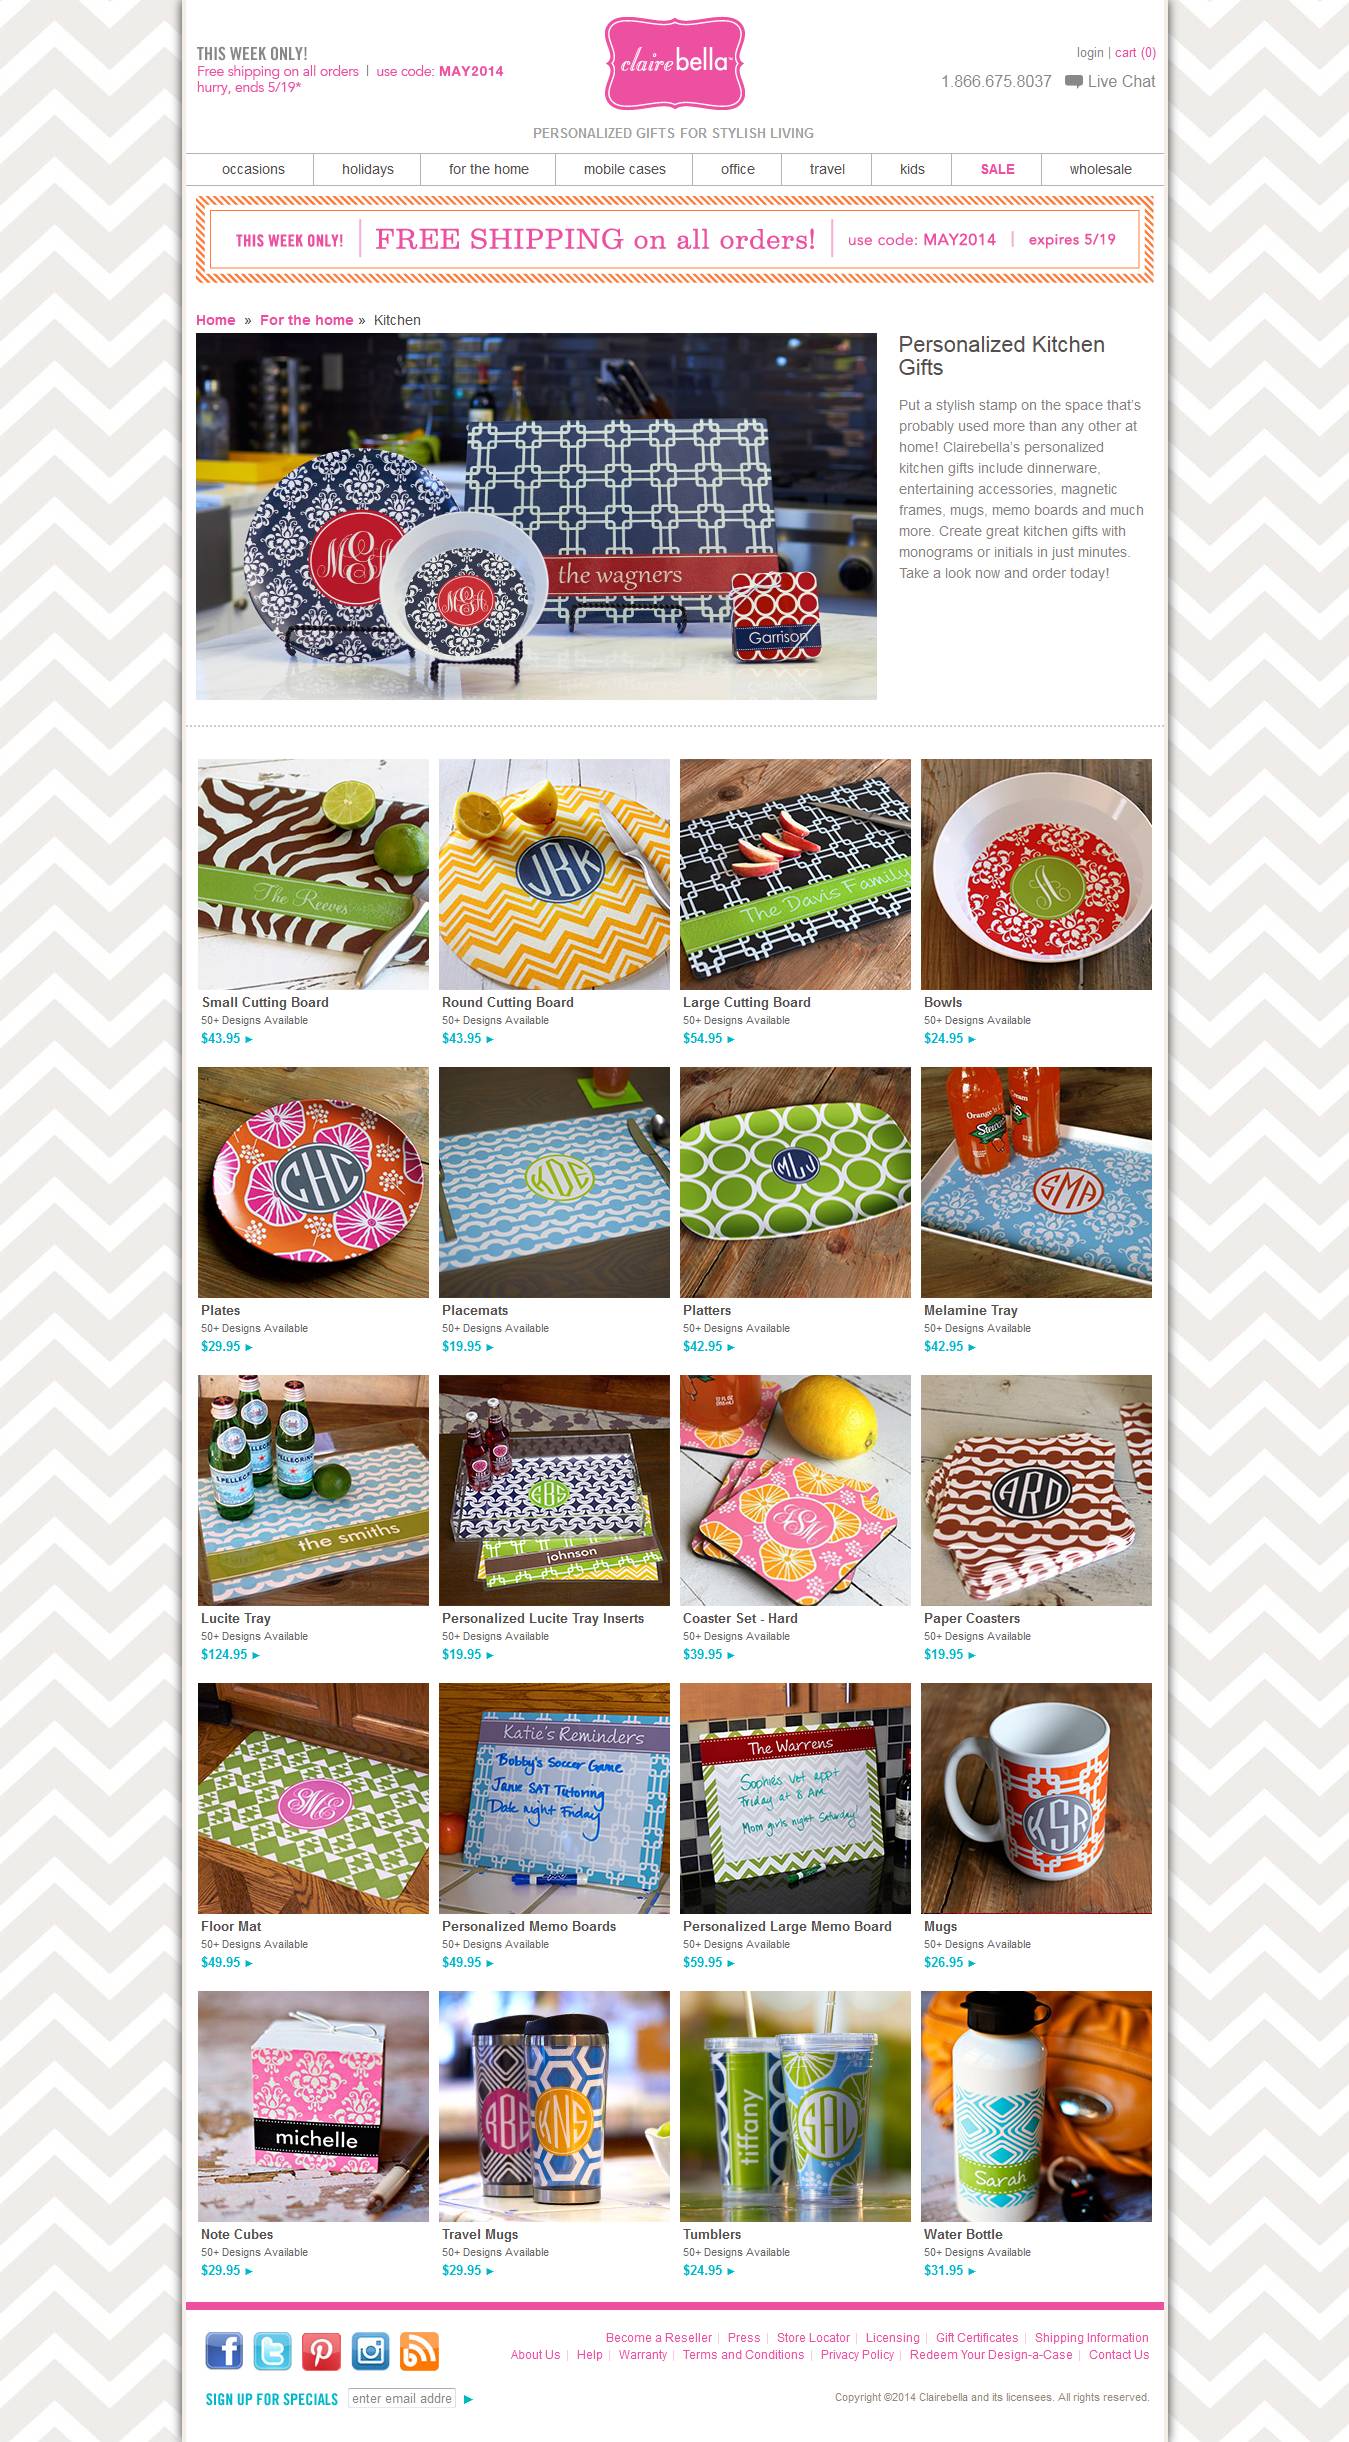 THIS WEEK ONLY!
Free shipping on all orders | use code: MAY2014
hurry, ends 5/19*
clairebella™
PERSONALIZED GIFTS FOR STYLISH LIVING
login | cart (0)
1.866.675.8037 Live Chat
occasions holidays for the home mobile cases office travel kids SALE wholesale
THIS WEEK ONLY! | FREE SHIPPING on all orders! | use code: MAY2014 | expires 5/19
Home » For the home » Kitchen
MGA
MGA
the wagners
Garrison
Personalized Kitchen
Gifts
Put a stylish stamp on the space that's
probably used more than any other at
home! Clairebella's personalized
kitchen gifts include dinnerware,
entertaining accessories, magnetic
frames, mugs, memo boards and much
more. Create great kitchen gifts with
monograms or initials in just minutes.
Take a look now and order today!
The Reeves
JBK
The Davis Family
A
Small Cutting Board
50+ Designs Available
$43.95 ►
Round Cutting Board
50+ Designs Available
$43.95 ►
Large Cutting Board
50+ Designs Available
$54.95 ►
Bowls
50+ Designs Available
$24.95 ►
CHC
KDE
MLJ
Orange
Cream
Stewart's
SMA
Plates
50+ Designs Available
$29.95 ►
Placemats
50+ Designs Available
$19.95 ►
Platters
50+ Designs Available
$42.95 ►
Melamine Tray
50+ Designs Available
$42.95 ►
S.PELLEGRINO
the smiths
EBS
johnson
ARD
Lucite Tray
50+ Designs Available
$124.95 ►
Personalized Lucite Tray Inserts
50+ Designs Available
$19.95 ►
Coaster Set - Hard
50+ Designs Available
$39.95 ►
Paper Coasters
50+ Designs Available
$19.95 ►
SME
Katie's Reminders
Bobby's Soccer Game
Janie SAT Tutoring
Date night Friday
The Warrens
Sophie's vet appt
Friday at 8 AM
Mom girls night Saturday!
KSR
Floor Mat
50+ Designs Available
$49.95 ►
Personalized Memo Boards
50+ Designs Available
$49.95 ►
Personalized Large Memo Board
50+ Designs Available
$59.95 ►
Mugs
50+ Designs Available
$26.95 ►
michelle
RBE
KNS
tiffany
SAL
Sarah
Note Cubes
50+ Designs Available
$29.95 ►
Travel Mugs
50+ Designs Available
$29.95 ►
Tumblers
50+ Designs Available
$24.95 ►
Water Bottle
50+ Designs Available
$31.95 ►
Become a Reseller | Press | Store Locator | Licensing | Gift Certificates | Shipping Information
About Us | Help | Warranty | Terms and Conditions | Privacy Policy | Redeem Your Design-a-Case | Contact Us
SIGN UP FOR SPECIALS enter email addre ►
Copyright ©2014 Clairebella and its licensees. All rights reserved.